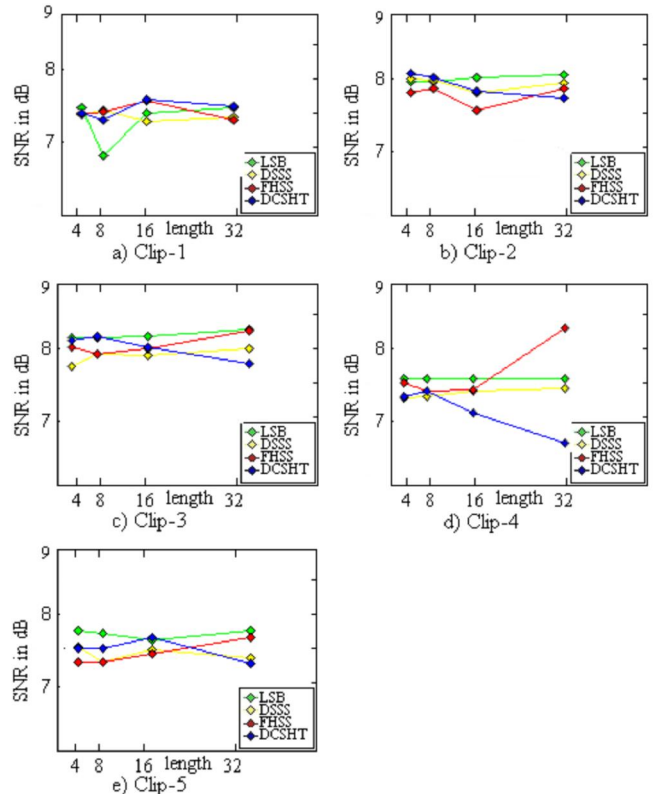 9
8
7
SNR in dB
LSB
DSSS
FHSS
DCSHT
4 8 16 length 32
a) Clip-1
9
8
7
SNR in dB
LSB
DSSS
FHSS
DCSHT
4 8 16 length 32
b) Clip-2
9
8
7
SNR in dB
LSB
DSSS
FHSS
DCSHT
4 8 16 length 32
c) Clip-3
9
8
7
SNR in dB
LSB
DSSS
FHSS
DCSHT
4 8 16 length 32
d) Clip-4
9
8
7
SNR in dB
LSB
DSSS
FHSS
DCSHT
4 8 16 length 32
e) Clip-5